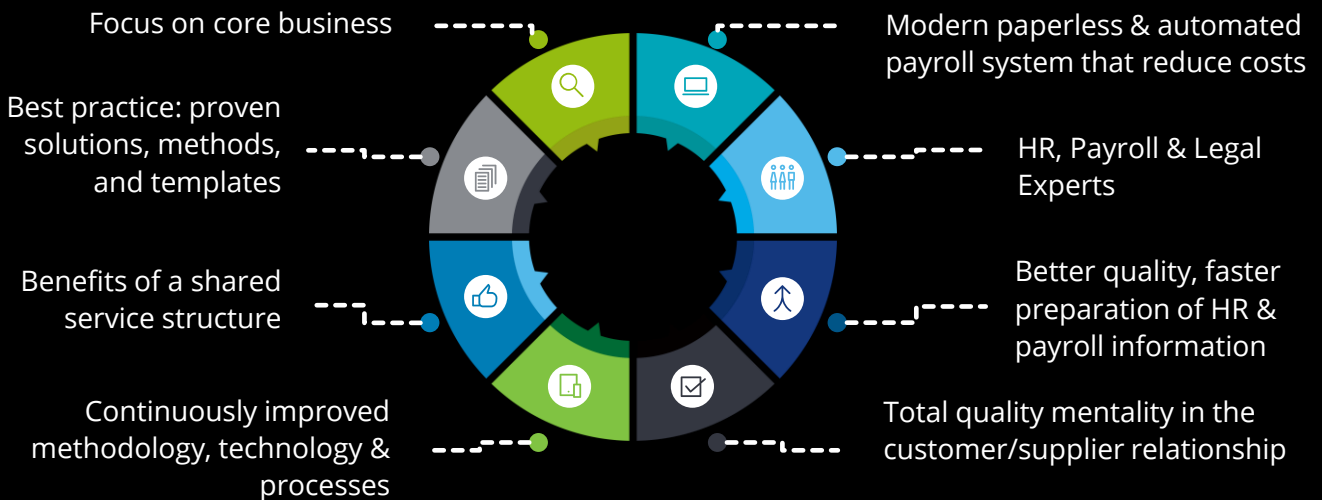 Focus on core business
Best practice: proven
solutions, methods,
and templates
Benefits of a shared
service structure
Continuously improved
methodology, technology &
processes
Modern paperless & automated
payroll system that reduce costs
HR, Payroll & Legal
Experts
Better quality, faster
preparation of HR &
payroll information
Total quality mentality in the
customer/supplier relationship